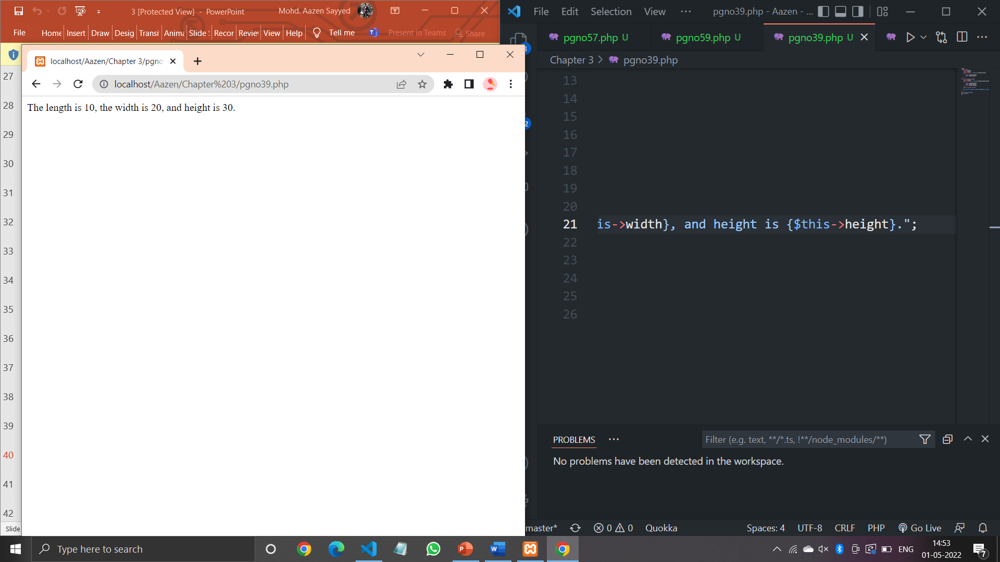 3 [Protected View] - PowerPoint
Mohd. Aazen Sayyed
File Home Insert Draw Desig Transi Anima Slide Recor Review View Help Tell me Present in Teams Share
27
28
29
30
31
32
33
34
35
36
37
38
39
40
41
42
Slide
localhost/Aazen/Chapter 3/pgno
localhost/Aazen/Chapter%203/pgno39.php
The length is 10, the width is 20, and height is 30.
File Edit Selection View ··· pgno39.php - Aazen - ...
pgno57.php U pgno59.php U pgno39.php U
Chapter 3 > pgno39.php
13
14
15
16
17
18
19
20
21 is->width}, and height is {$this->height}.";
22
23
24
25
26
PROBLEMS ···
Filter (e.g. text, **/*.ts, !**/node_modules/**)
No problems have been detected in the workspace.
master* 0 0 Quokka Spaces: 4 UTF-8 CRLF PHP Go Live
Type here to search
ENG
14:53
01-05-2022
7